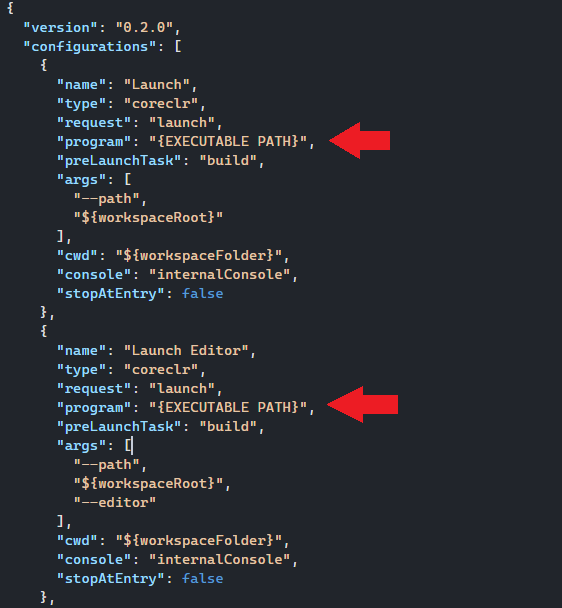 {
  "version": "0.2.0",
  "configurations": [
    {
      "name": "Launch",
      "type": "coreclr",
      "request": "launch",
      "program": "{EXECUTABLE PATH}",
      "preLaunchTask": "build",
      "args": [
        "--path",
        "${workspaceRoot}"
      ],
      "cwd": "${workspaceFolder}",
      "console": "internalConsole",
      "stopAtEntry": false
    },
    {
      "name": "Launch Editor",
      "type": "coreclr",
      "request": "launch",
      "program": "{EXECUTABLE PATH}",
      "preLaunchTask": "build",
      "args": [
        "--path",
        "${workspaceRoot}",
        "--editor"
      ],
      "cwd": "${workspaceFolder}",
      "console": "internalConsole",
      "stopAtEntry": false
    },